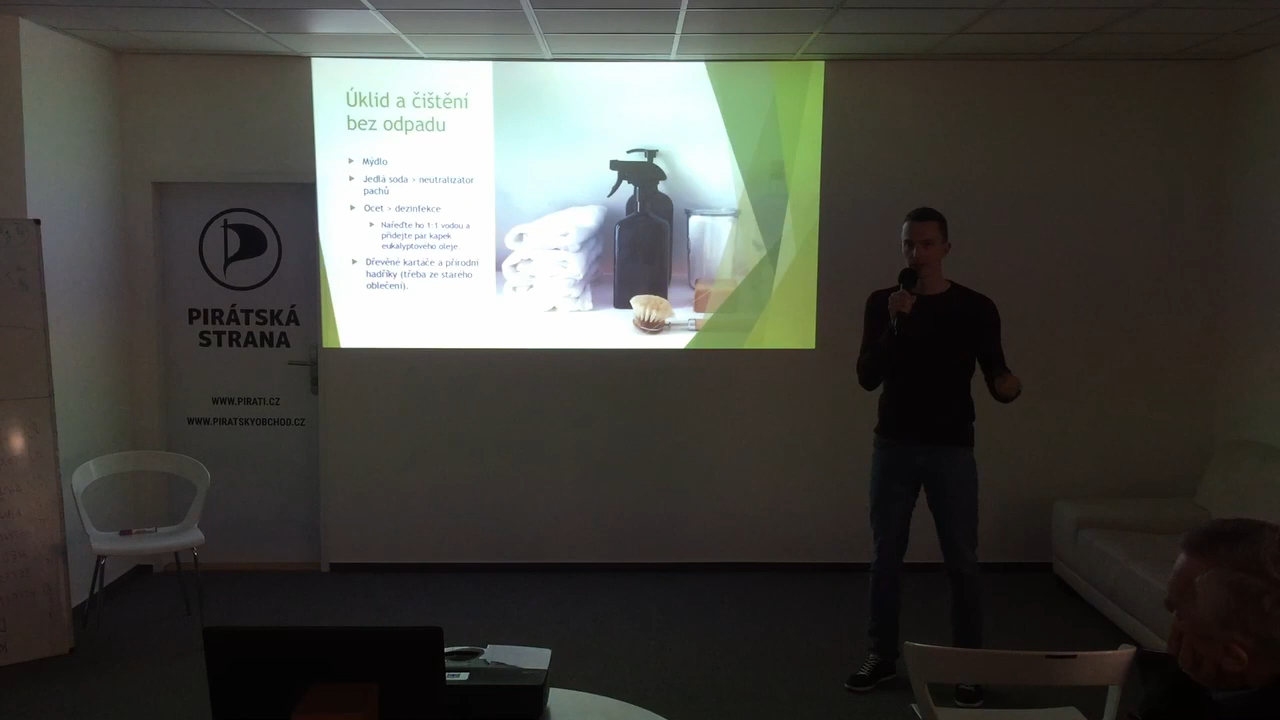 Úklid a čištění
bez odpadu
Mýdlo
Jedlá soda > neutralizátor
pachů
Ocet > dezinfekce
Nařeďte ho 1:1 vodou a
přidejte pár kapek
eukalyptového oleje
Dřevěné kartáče a přírodní
hadříky (třeba ze starého
oblečení).
PIRÁTSKÁ
STRANA
WWW.PIRATI.CZ
WWW.PIRATSKYOBCHOD.CZ